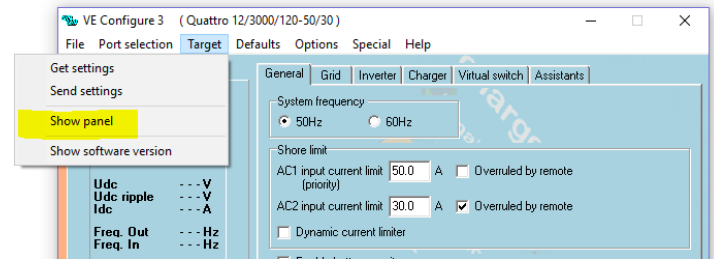 VE Configure 3 ( Quattro 12/3000/120-50/30 )
File Port selection Target Defaults Options Special Help
Get settings
Send settings
Show panel
Show software version
Udc - - - V
Udc ripple - - - V
Idc - - - A
Freq. Out - - - Hz
Freq. In - - - Hz
General Grid Inverter Charger Virtual switch Assistants
System frequency
50Hz 60Hz
Shore limit
AC1 input current limit 50.0 A Overruled by remote
(priority)
AC2 input current limit 30.0 A Overruled by remote
Dynamic current limiter